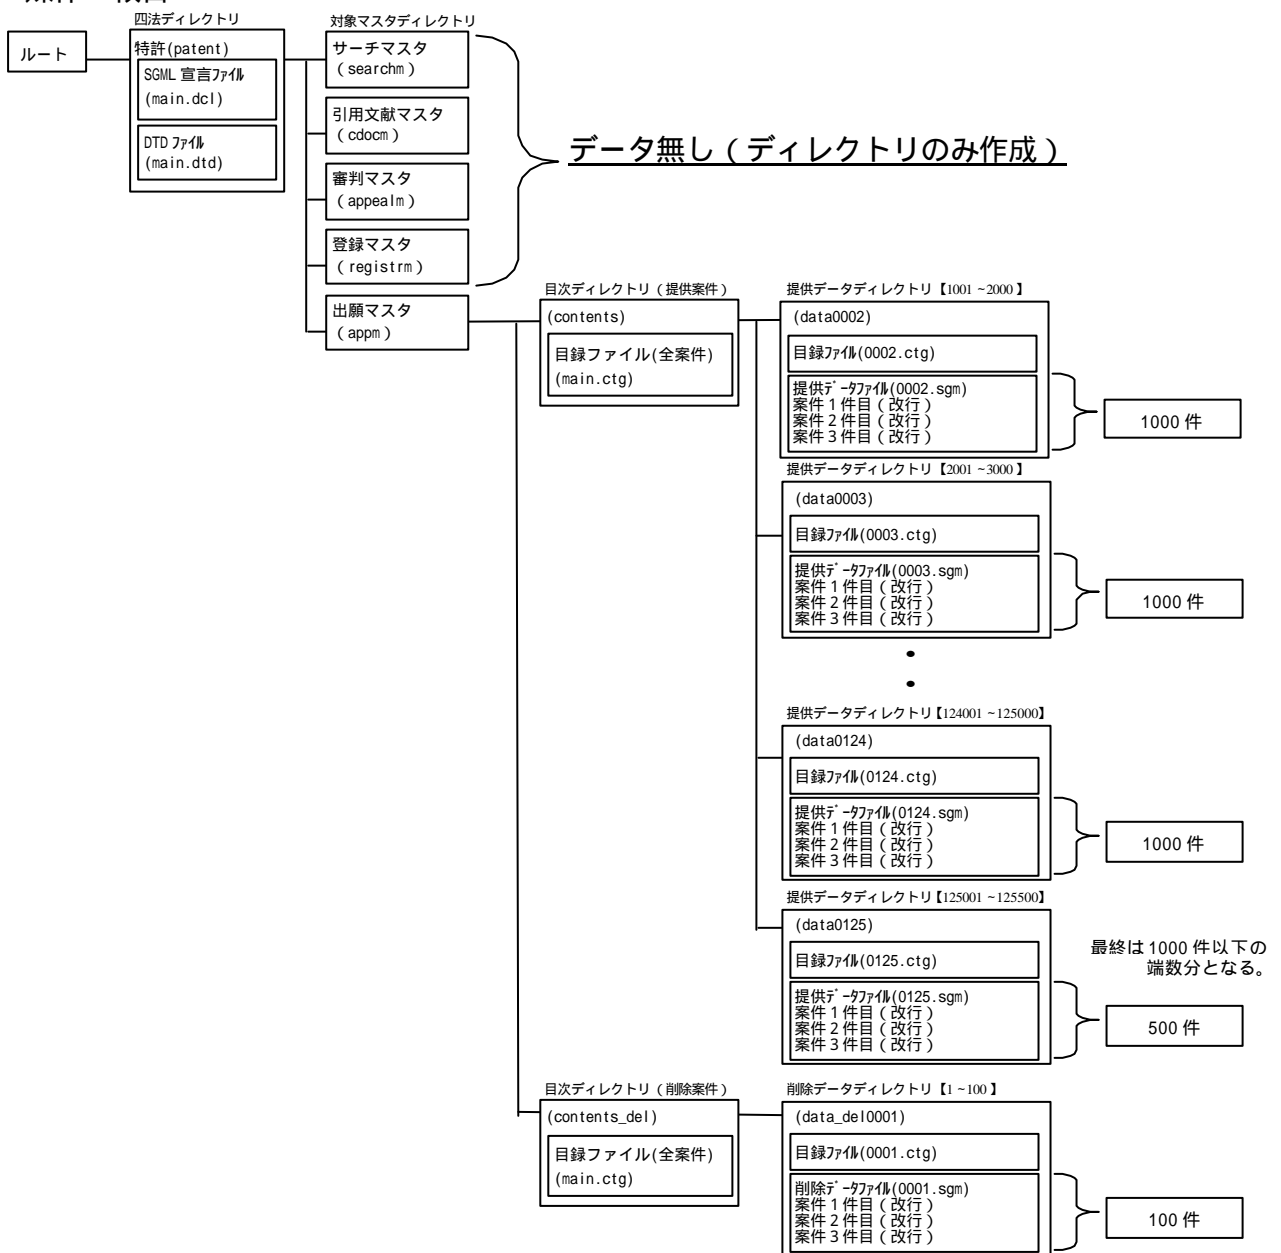 四法ディレクトリ
対象マスタディレクトリ
ルート
特許(patent)
SGML 宣言ﾌｧｲﾙ
(main.dcl)
DTD ﾌｧｲﾙ
(main.dtd)
サーチマスタ
(searchm)
引用文献マスタ
(cdocm)
審判マスタ
(appealm)
登録マスタ
(registrm)
出願マスタ
(appm)
データ無し(ディレクトリのみ作成)
目次ディレクトリ(提供案件)
(contents)
目録ファイル(全案件)
(main.ctg)
提供データディレクトリ【1001～2000】
(data0002)
目録ﾌｧｲﾙ(0002.ctg)
提供ﾃﾞｰﾀﾌｧｲﾙ(0002.sgm)
案件1件目(改行)
案件2件目(改行)
案件3件目(改行)
1000件
提供データディレクトリ【2001～3000】
(data0003)
目録ﾌｧｲﾙ(0003.ctg)
提供ﾃﾞｰﾀﾌｧｲﾙ(0003.sgm)
案件1件目(改行)
案件2件目(改行)
案件3件目(改行)
1000件
提供データディレクトリ【124001～125000】
(data0124)
目録ﾌｧｲﾙ(0124.ctg)
提供ﾃﾞｰﾀﾌｧｲﾙ(0124.sgm)
案件1件目(改行)
案件2件目(改行)
案件3件目(改行)
1000件
提供データディレクトリ【125001～125500】
(data0125)
目録ﾌｧｲﾙ(0125.ctg)
提供ﾃﾞｰﾀﾌｧｲﾙ(0125.sgm)
案件1件目(改行)
案件2件目(改行)
案件3件目(改行)
最終は1000件以下の
端数分となる。
500件
目次ディレクトリ(削除案件)
(contents_del)
目録ファイル(全案件)
(main.ctg)
削除データディレクトリ【1～100】
(data_del0001)
目録ﾌｧｲﾙ(0001.ctg)
削除ﾃﾞｰﾀﾌｧｲﾙ(0001.sgm)
案件1件目(改行)
案件2件目(改行)
案件3件目(改行)
100件